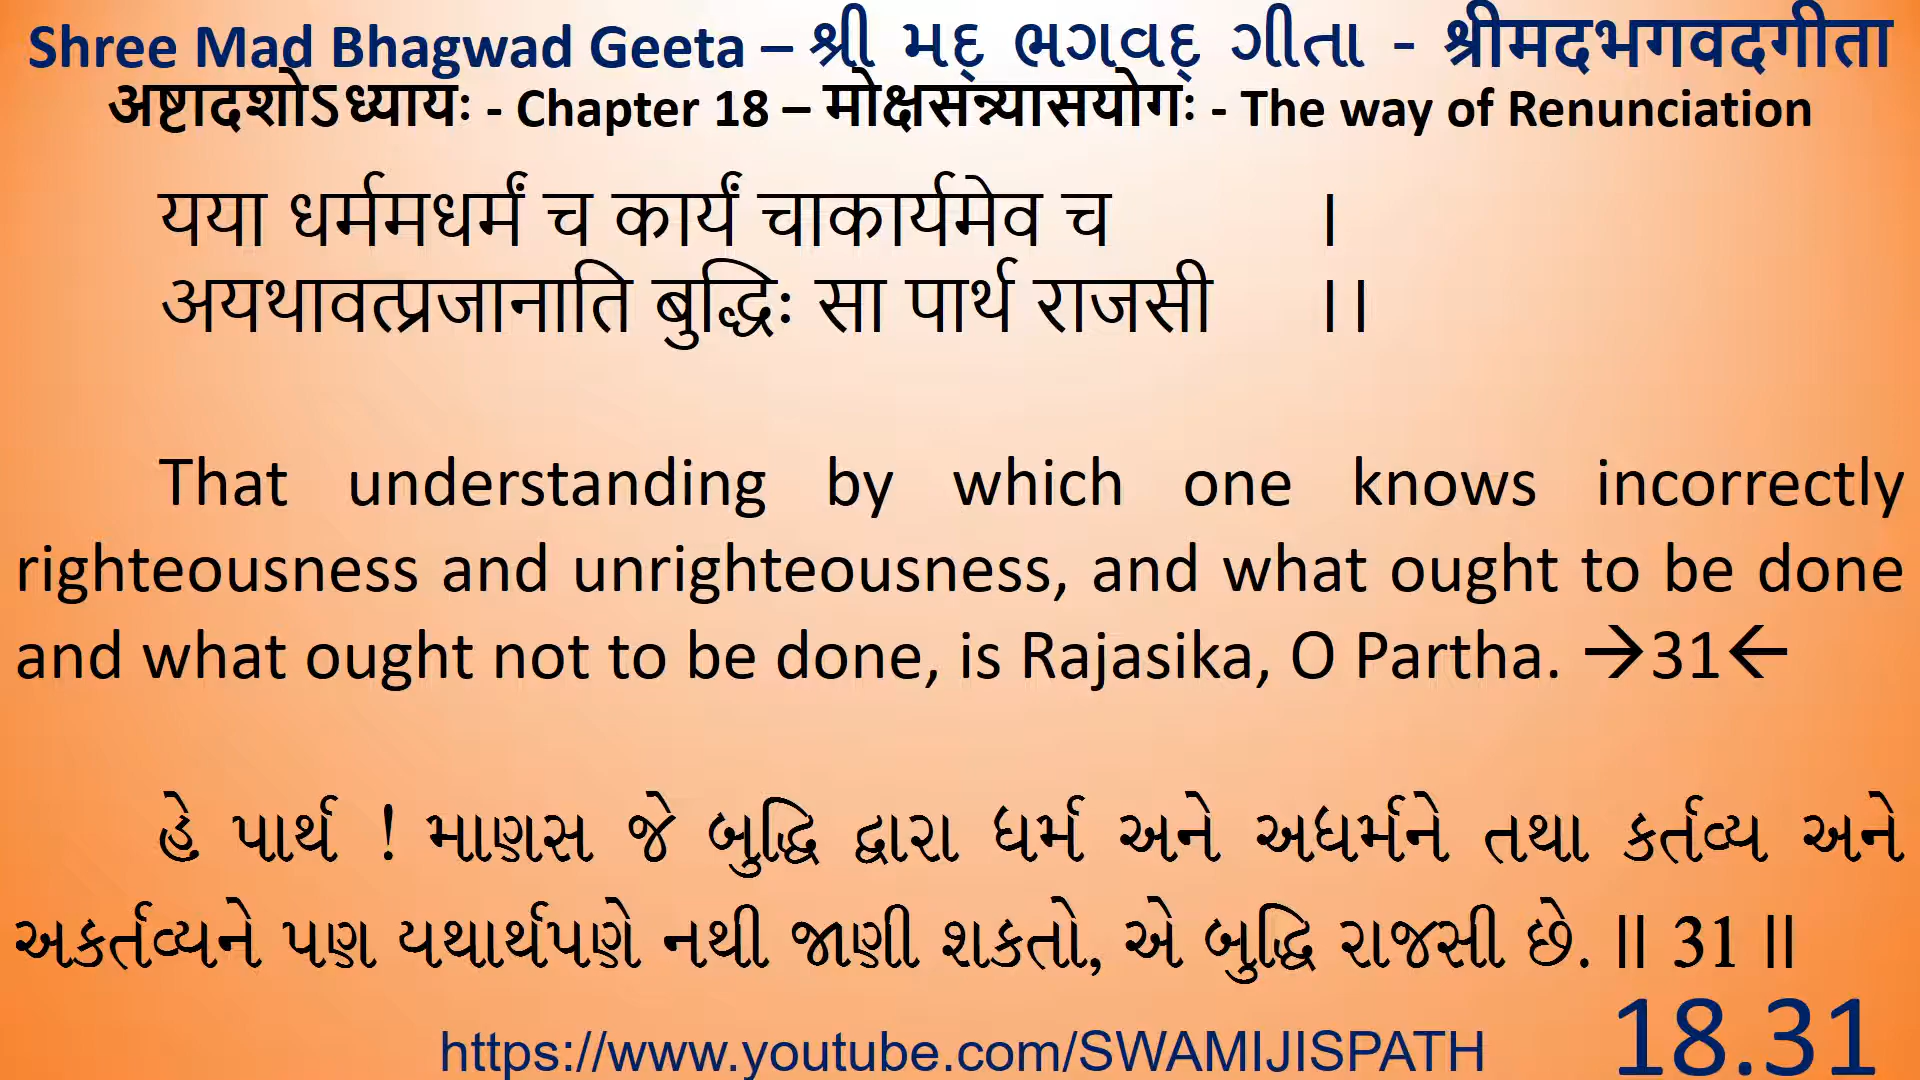 Shree Mad Bhagwad Geeta – શ્રી મદ્ ભગવદ્ ગીતા - श्रीमदभगवदगीता
अष्टादशोऽध्यायः - Chapter 18 – मोक्षसंन्यासयोगः - The way of Renunciation
यया धर्ममधर्मं च कार्यं चाकार्यमेव च ।
अयथावत्प्रजानाति बुद्धिः सा पार्थ राजसी ।।
That understanding by which one knows incorrectly
righteousness and unrighteousness, and what ought to be done
and what ought not to be done, is Rajasika, O Partha. →31←
હે પાર્થ ! માણસ જે બુદ્ધિ દ્વારા ધર્મ અને અધર્મને તથા કર્તવ્ય અને
અકર્તવ્યને પણ યથાર્થપણે નથી જાણી શકતો, એ બુદ્ધિ રાજસી છે. ॥ 31 ॥
https://www.youtube.com/SWAMIJISPATH 18.31